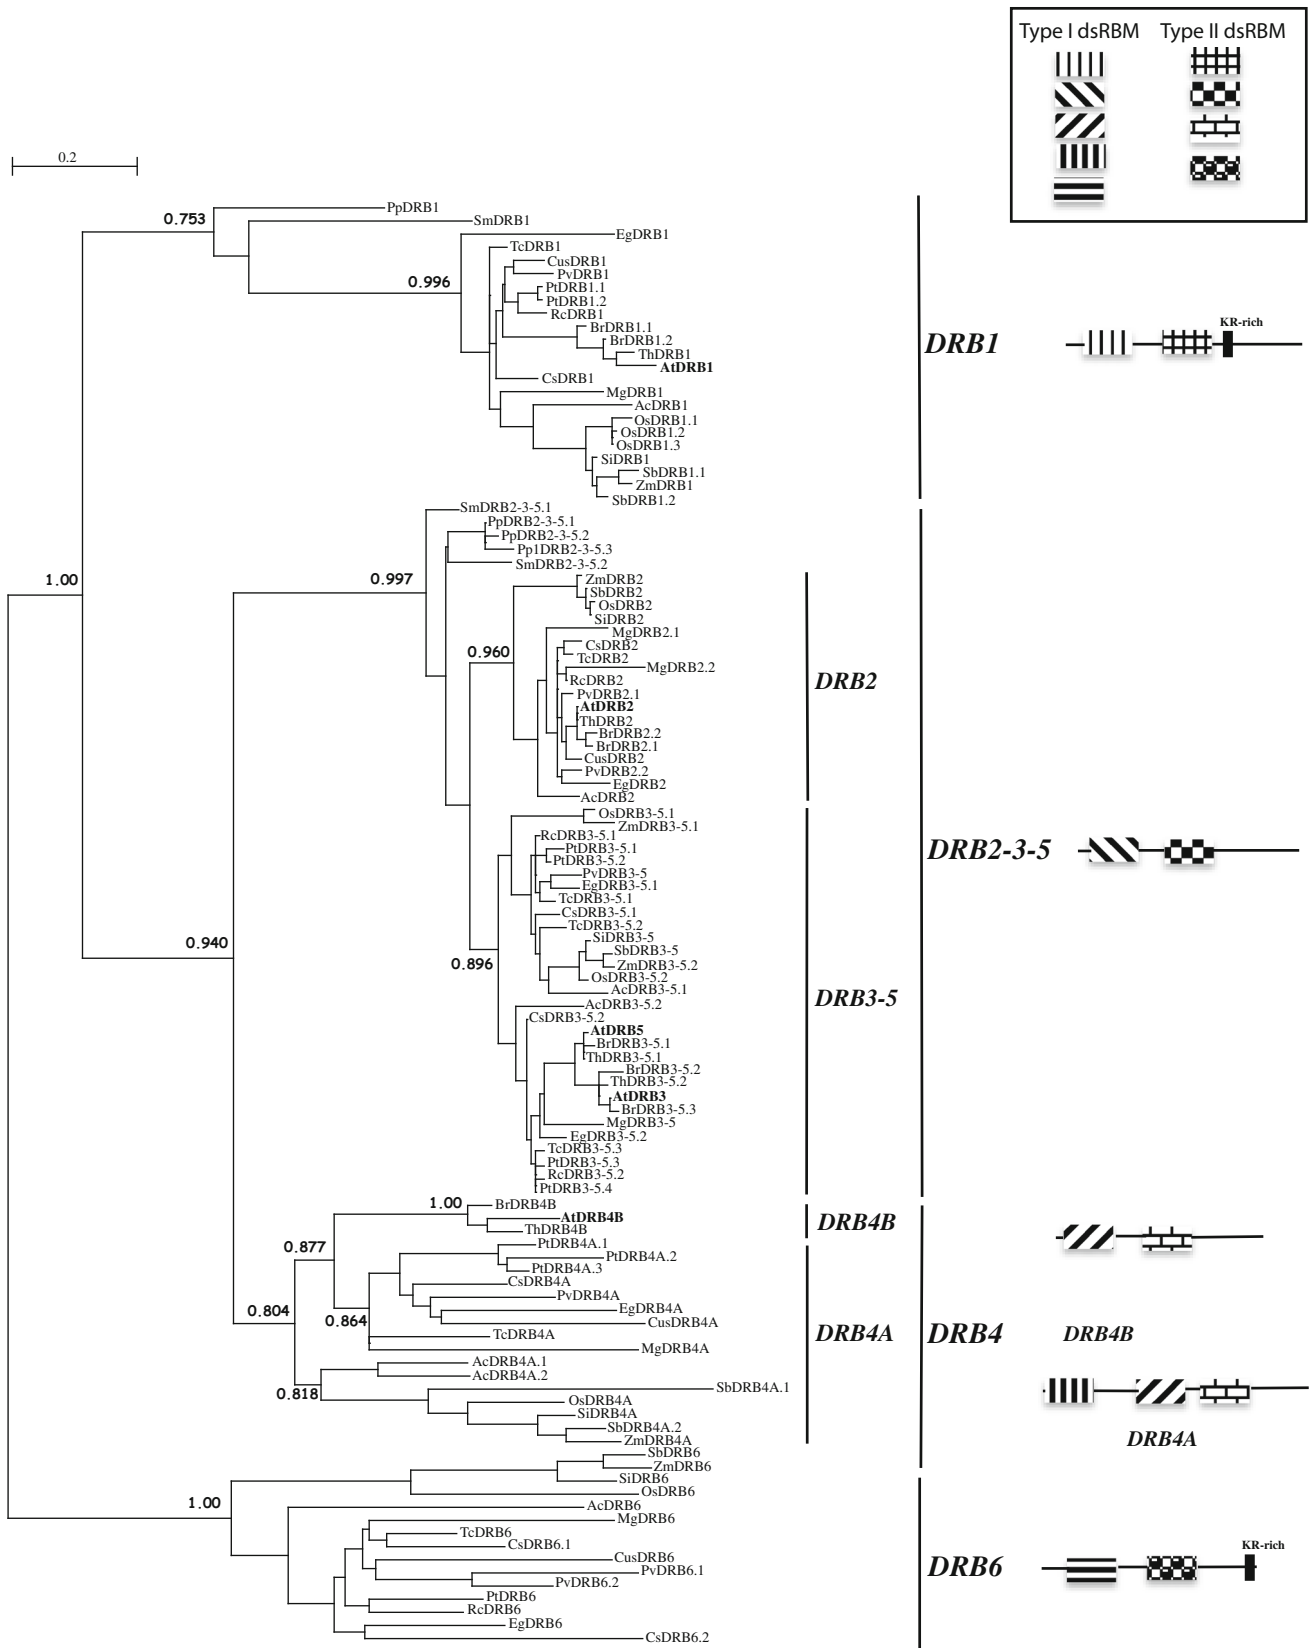 Type I dsRBM Type II dsRBM
0.2
0.753
PpDRB1
SmDRB1
EgDRB1
TcDRB1
CusDRB1
PvDRB1
0.996
PtDRB1.1
PtDRB1.2
RcDRB1
BrDRB1.1
BrDRB1.2
ThDRB1
AtDRB1
CsDRB1
MgDRB1
AcDRB1
OsDRB1.1
OsDRB1.2
OsDRB1.3
SiDRB1
SbDRB1.1
ZmDRB1
SbDRB1.2
DRB1
KR-rich
SmDRB2-3-5.1
PpDRB2-3-5.1
PpDRB2-3-5.2
Pp1DRB2-3-5.3
SmDRB2-3-5.2
1.00
0.997
ZmDRB2
SbDRB2
OsDRB2
SiDRB2
MgDRB2.1
CsDRB2
0.960
TcDRB2
MgDRB2.2
RcDRB2
PvDRB2.1
AtDRB2
ThDRB2
BrDRB2.2
BrDRB2.1
CusDRB2
PvDRB2.2
EgDRB2
AcDRB2
DRB2
OsDRB3-5.1
ZmDRB3-5.1
RcDRB3-5.1
PtDRB3-5.1
PtDRB3-5.2
PvDRB3-5
EgDRB3-5.1
TcDRB3-5.1
CsDRB3-5.1
TcDRB3-5.2
SiDRB3-5
SbDRB3-5
ZmDRB3-5.2
OsDRB3-5.2
AcDRB3-5.1
0.940
0.896
AcDRB3-5.2
CsDRB3-5.2
AtDRB5
BrDRB3-5.1
ThDRB3-5.1
BrDRB3-5.2
ThDRB3-5.2
AtDRB3
BrDRB3-5.3
MgDRB3-5
EgDRB3-5.2
TcDRB3-5.3
PtDRB3-5.3
RcDRB3-5.2
PtDRB3-5.4
DRB3-5
DRB2-3-5
1.00
BrDRB4B
AtDRB4B
ThDRB4B
DRB4B
0.877
PtDRB4A.1
PtDRB4A.2
PtDRB4A.3
CsDRB4A
PvDRB4A
EgDRB4A
CusDRB4A
0.804
0.864
TcDRB4A
MgDRB4A
AcDRB4A.1
AcDRB4A.2
0.818
SbDRB4A.1
OsDRB4A
SiDRB4A
SbDRB4A.2
ZmDRB4A
DRB4A
DRB4
DRB4B
DRB4A
SbDRB6
ZmDRB6
SiDRB6
OsDRB6
1.00
AcDRB6
MgDRB6
TcDRB6
CsDRB6.1
CusDRB6
PvDRB6.1
PvDRB6.2
PtDRB6
RcDRB6
EgDRB6
CsDRB6.2
DRB6
KR-rich